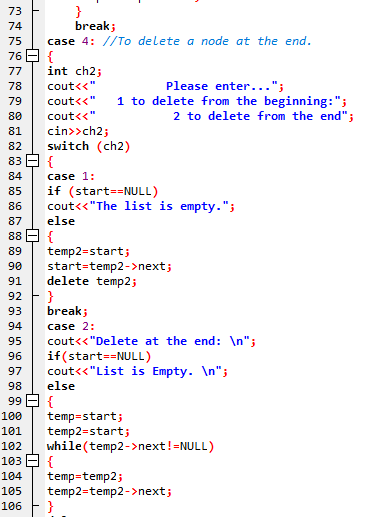 73 }
74 break;
75 case 4: //To delete a node at the end.
76 {
77 int ch2;
78 cout<<" Please enter...";
79 cout<<" 1 to delete from the beginning:";
80 cout<<" 2 to delete from the end";
81 cin>>ch2;
82 switch (ch2)
83 {
84 case 1:
85 if (start==NULL)
86 cout<<"The list is empty.";
87 else
88 {
89 temp2=start;
90 start=temp2->next;
91 delete temp2;
92 }
93 break;
94 case 2:
95 cout<<"Delete at the end: \n";
96 if(start==NULL)
97 cout<<"List is Empty. \n";
98 else
99 {
100 temp=start;
101 temp2=start;
102 while(temp2->next!=NULL)
103 {
104 temp=temp2;
105 temp2=temp2->next;
106 }